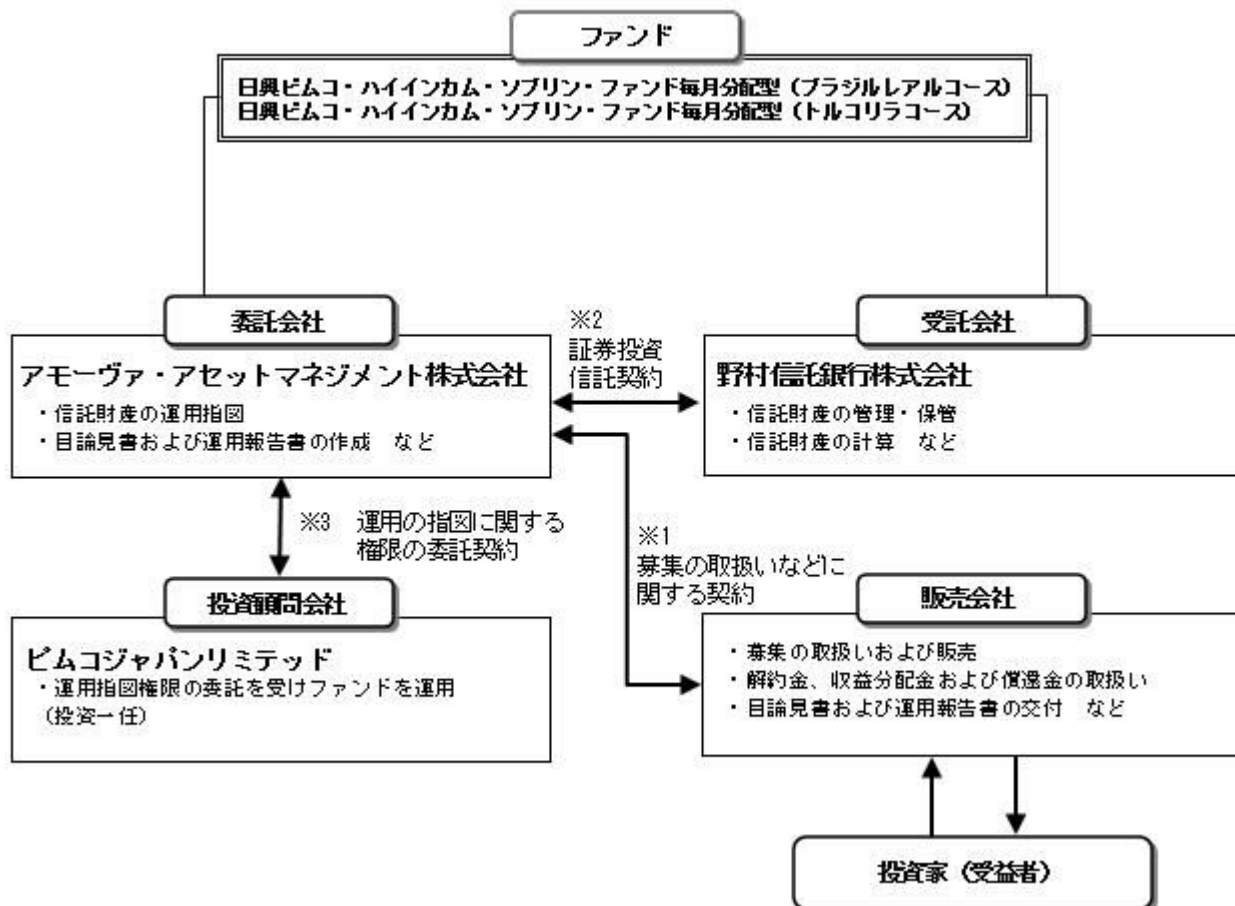 ファンド
日興ピムコ・ハイインカム・ソブリン・ファンド毎月分配型（ブラジルレアルコース）
日興ピムコ・ハイインカム・ソブリン・ファンド毎月分配型（トルコリラコース）
委託会社
アモーヴァ・アセットマネジメント株式会社
・信託財産の運用指図
・目論見書および運用報告書の作成　など
※2
証券投資
信託契約
受託会社
野村信託銀行株式会社
・信託財産の管理・保管
・信託財産の計算　など
※3　運用の指図に関する
権限の委託契約
※1
募集の取扱いなどに
関する契約
投資顧問会社
ピムコジャパンリミテッド
・運用指図権限の委託を受けファンドを運用
（投資一任）
販売会社
・募集の取扱いおよび販売
・解約金、収益分配金および償還金の取扱い
・目論見書および運用報告書の交付　など
投資家（受益者）